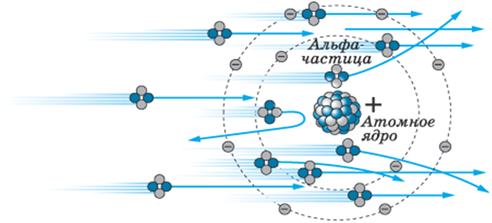 Альфа-
частица
+
Атомное
ядро